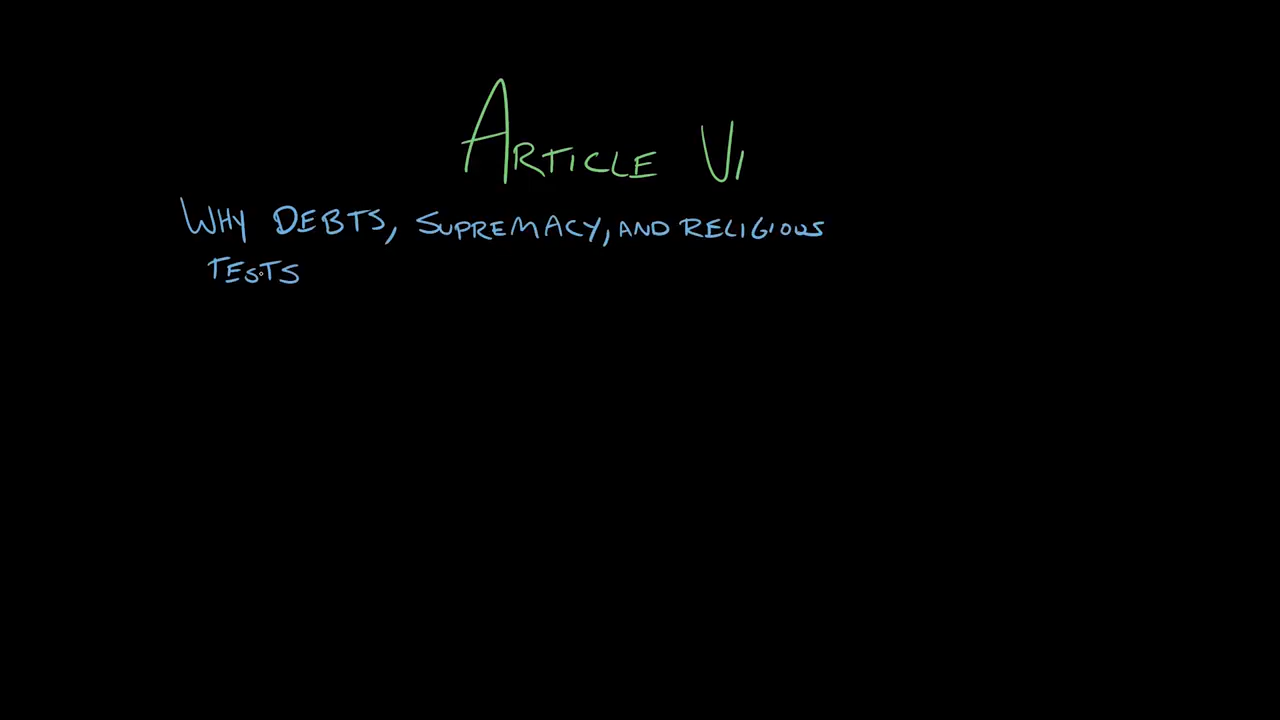 ARTICLE VI
WHY DEBTS, SUPREMACY, AND RELIGIOUS
TESTS